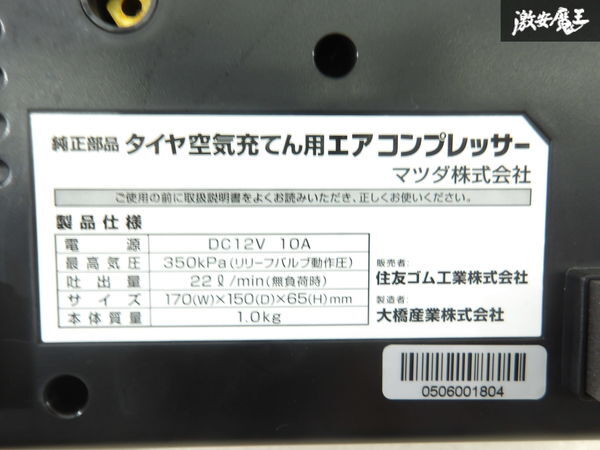 激安魔王
純正部品 タイヤ空気充てん用エアコンプレッサー
マツダ株式会社
ご使用の前に取扱説明書をよくお読みいただき、正しくお使いください。
製品仕様
電源 DC12V 10A
最高気圧 350kPa(リリーフバルブ動作圧)
吐出量 22ℓ/min(無負荷時)
サイズ 170(W)×150(D)×65(H)mm
本体質量 1.0kg
販売者:
住友ゴム工業株式会社
製造者:
大橋産業株式会社
0506001804